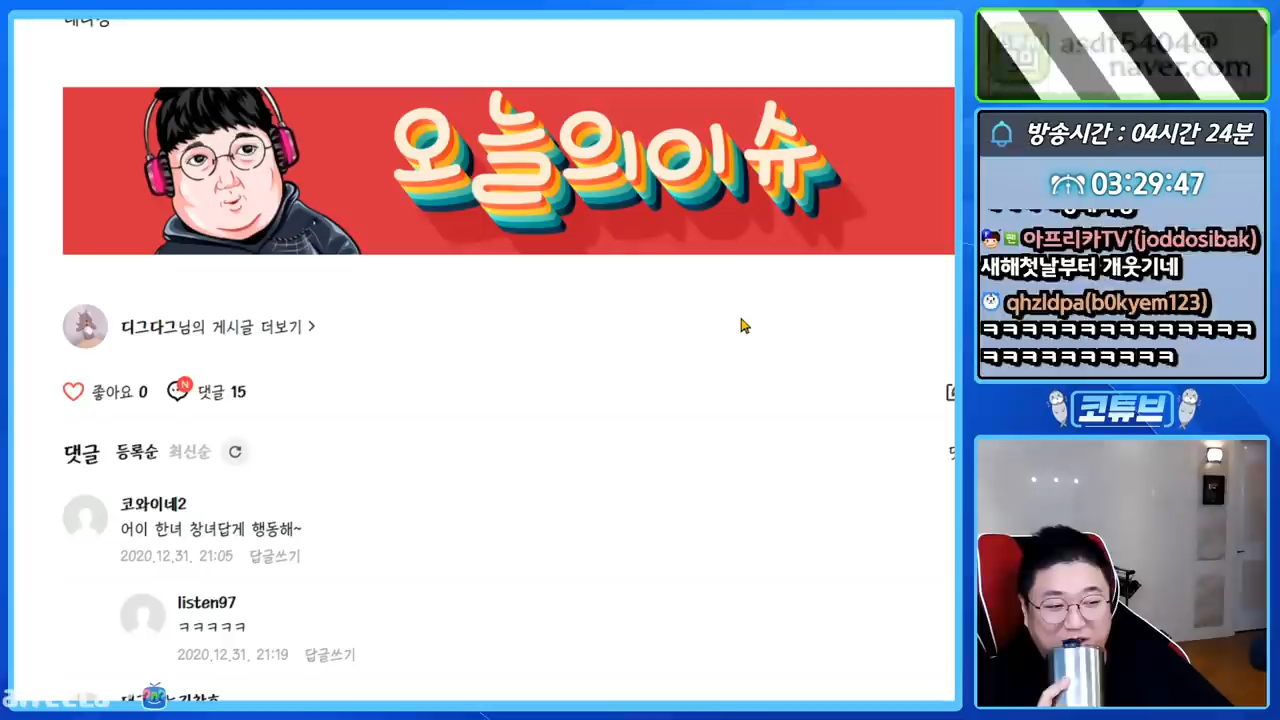 오늘의이슈
디그다그님의 게시글 더보기 >
좋아요 0 N 댓글 15
댓글 등록순 최신순
코와이네2
어이 한녀 창녀답게 행동해~
2020.12.31. 21:05 답글쓰기
listen97
ㅋㅋㅋㅋㅋ
2020.12.31. 21:19 답글쓰기
asdf5404@
naver.com
방송시간 : 04시간 24분
03:29:47
팬 아프리카TV*(joddosibak)
새해첫날부터 개웃기네
qhzldpa(b0kyem123)
ㅋㅋㅋㅋㅋㅋㅋㅋㅋㅋㅋㅋㅋㅋ
ㅋㅋㅋㅋㅋㅋㅋㅋㅋㅋ
코튜브